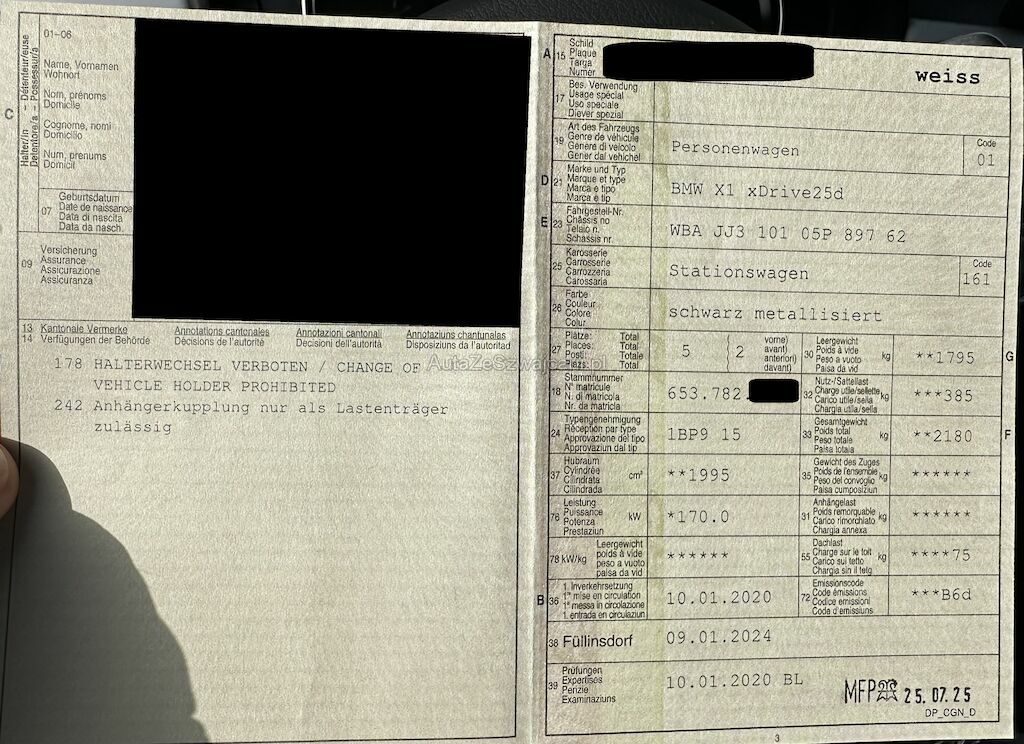 C
Halter/in – Détenteur/euse
Detentore/a – Possessur/a
01-06
Name, Vornamen
Wohnort
Nom, prénoms
Domicile
Cognome, nomi
Domicilio
Num, prenums
Domicil
07
Geburtsdatum
Date de naissance
Data di nascita
Data da nasch.
09
Versicherung
Assurance
Assicurazione
Assicuranza
13 Kantonale Vermerke Annotations cantonales Annotazioni cantonali Annotaziuns chantunalas
14 Verfügungen der Behörde Décisions de l'autorité Decisioni dell'autorità Disposiziuns da l'autoritad
178 HALTERWECHSEL VERBOTEN / CHANGE OF
VEHICLE HOLDER PROHIBITED
242 Anhängerkupplung nur als Lastenträger
zulässig
AutaZeSzwajcarii.pl
A
15
Schild
Plaque
Targa
Numer
weiss
17
Bes. Verwendung
Usage spécial
Uso speciale
Diever spezial
19
Art des Fahrzeugs
Genre de véhicule
Genere di veicolo
Gener dal vehichel
Personenwagen
Code
01
D
21
Marke und Typ
Marque et type
Marca e tipo
Marca e tip
BMW X1 xDrive25d
E
23
Fahrgestell-Nr.
Châssis no
Telaio n.
Schassis nr.
WBA JJ3 101 05P 897 62
25
Karosserie
Carrosserie
Carrozzeria
Carossaria
Stationswagen
Code
161
26
Farbe
Couleur
Colore
Colur
schwarz metallisiert
27
Plätze: Total
Places: Total
Posti: Totale
Plazs: Total
5 ( 2
vorne)
avant)
anteriori)
davant)
30
Leergewicht
Poids à vide
Peso a vuoto
Paisa da vid
kg
**1795
G
18
Stammnummer
N° matricule
N. di matricola
Nr. da matricla
653.782.
32
Nutz-/Sattellast
Charge utile/sellette
Carico utile/sella
Chargia utila/sella
kg
***385
24
Typengenehmigung
Réception par type
Approvazione del tipo
Approvaziun dal tip
1BP9 15
33
Gesamtgewicht
Poids total
Peso totale
Paisa totala
kg
**2180
F
37
Hubraum
Cylindrée
Cilindrata
Cilindrada
cm³
**1995
35
Gewicht des Zuges
Poids de l'ensemble
Peso del convoglio
Paisa cumposiziun
kg
******
76
Leistung
Puissance
Potenza
Prestaziun
kW
*170.0
31
Anhängelast
Poids remorquable
Carico rimorchiato
Chargia annexa
kg
******
78 kW/kg
Leergewicht
poids à vide
peso a vuoto
paisa da vid
******
55
Dachlast
Charge sur le toit
Carico sul tetto
Chargia sin il tetg
kg
****75
B
36
1. Inverkehrsetzung
1re mise en circulation
1a messa in circolazione
1. entrada en circulaziun
10.01.2020
72
Emissionscode
Code émissions
Codice emissioni
Code d'emissiuns
***B6d
38 Füllinsdorf
09.01.2024
39
Prüfungen
Expertises
Perizie
Examinaziuns
10.01.2020 BL
MFP 25.07.25
DP_CGN_D
3